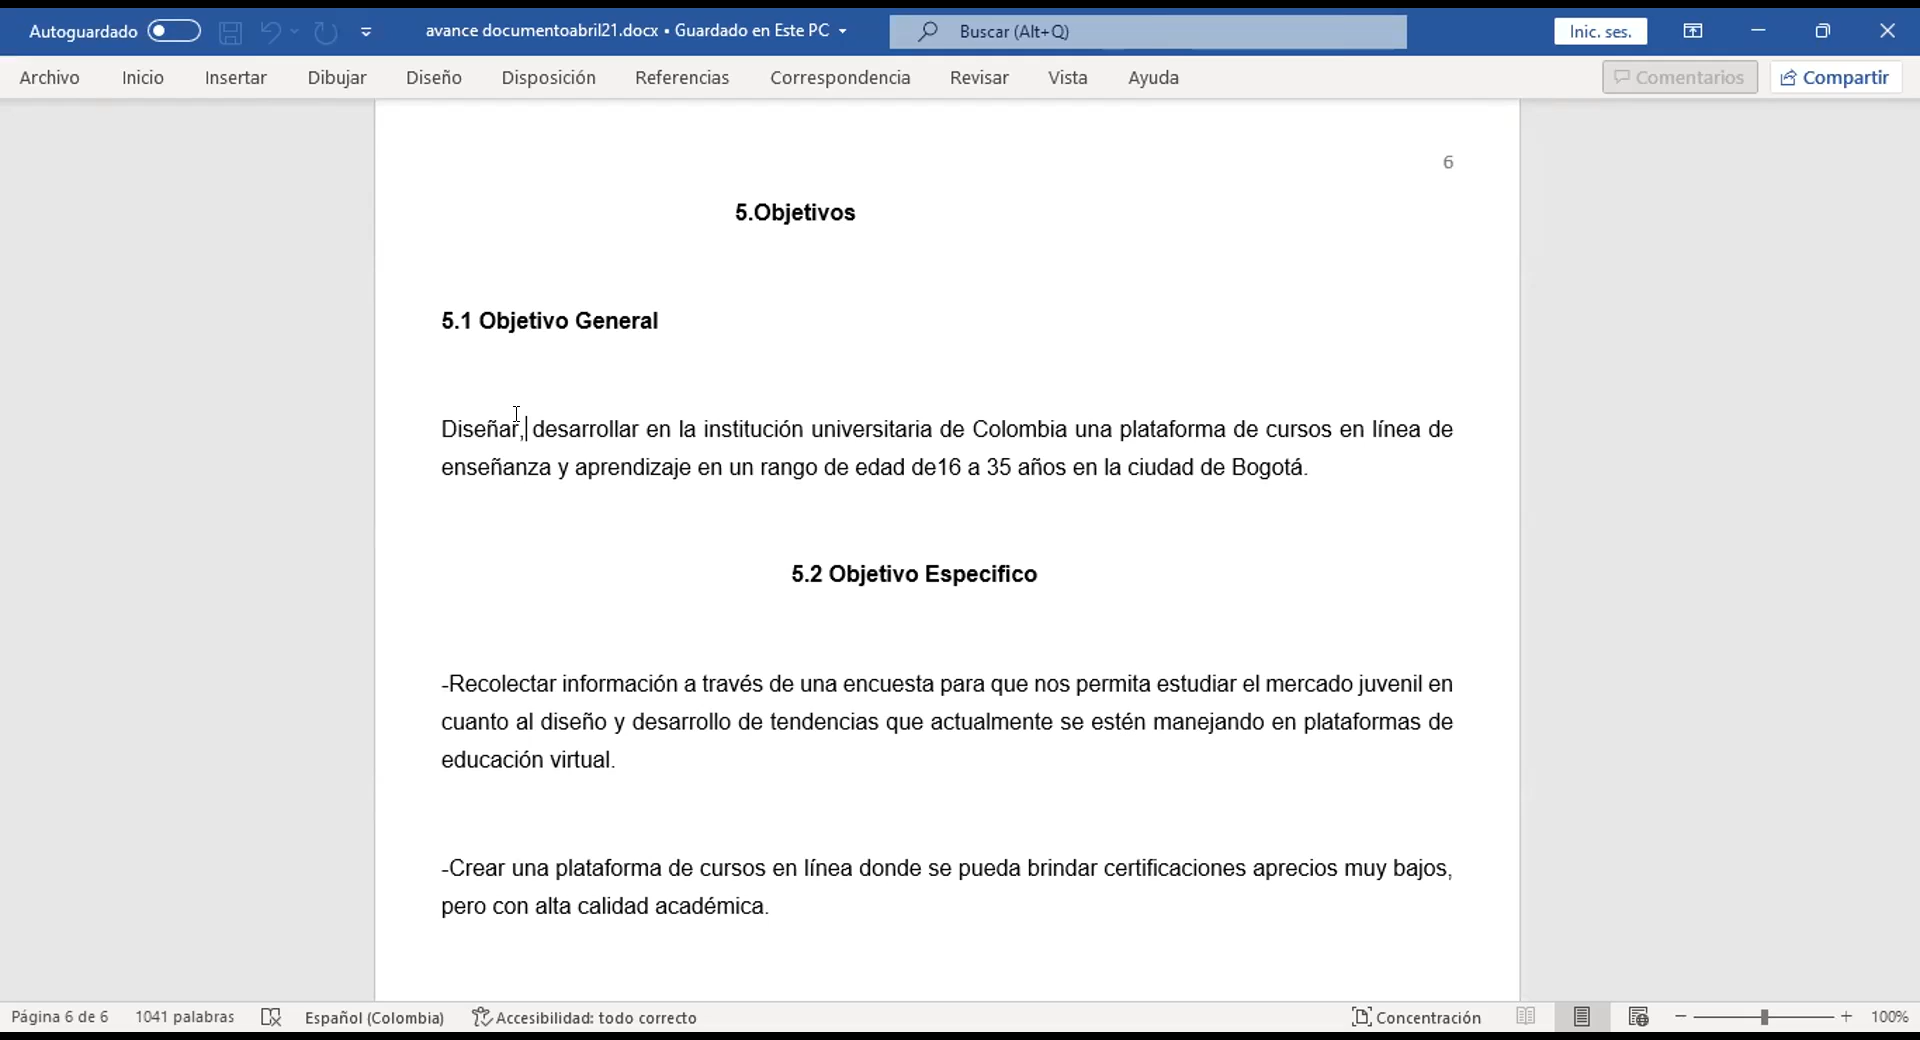 Autoguardado
avance documentoabril21.docx • Guardado en Este PC
Buscar (Alt+Q)
Inic. ses.
Archivo Inicio Insertar Dibujar Diseño Disposición Referencias Correspondencia Revisar Vista Ayuda Comentarios Compartir
6
5.Objetivos
5.1 Objetivo General
Diseñar, desarrollar en la institución universitaria de Colombia una plataforma de cursos en línea de
enseñanza y aprendizaje en un rango de edad de16 a 35 años en la ciudad de Bogotá.
5.2 Objetivo Especifico
-Recolectar información a través de una encuesta para que nos permita estudiar el mercado juvenil en
cuanto al diseño y desarrollo de tendencias que actualmente se estén manejando en plataformas de
educación virtual.
-Crear una plataforma de cursos en línea donde se pueda brindar certificaciones aprecios muy bajos,
pero con alta calidad académica.
Página 6 de 6 1041 palabras Español (Colombia) Accesibilidad: todo correcto Concentración 100%